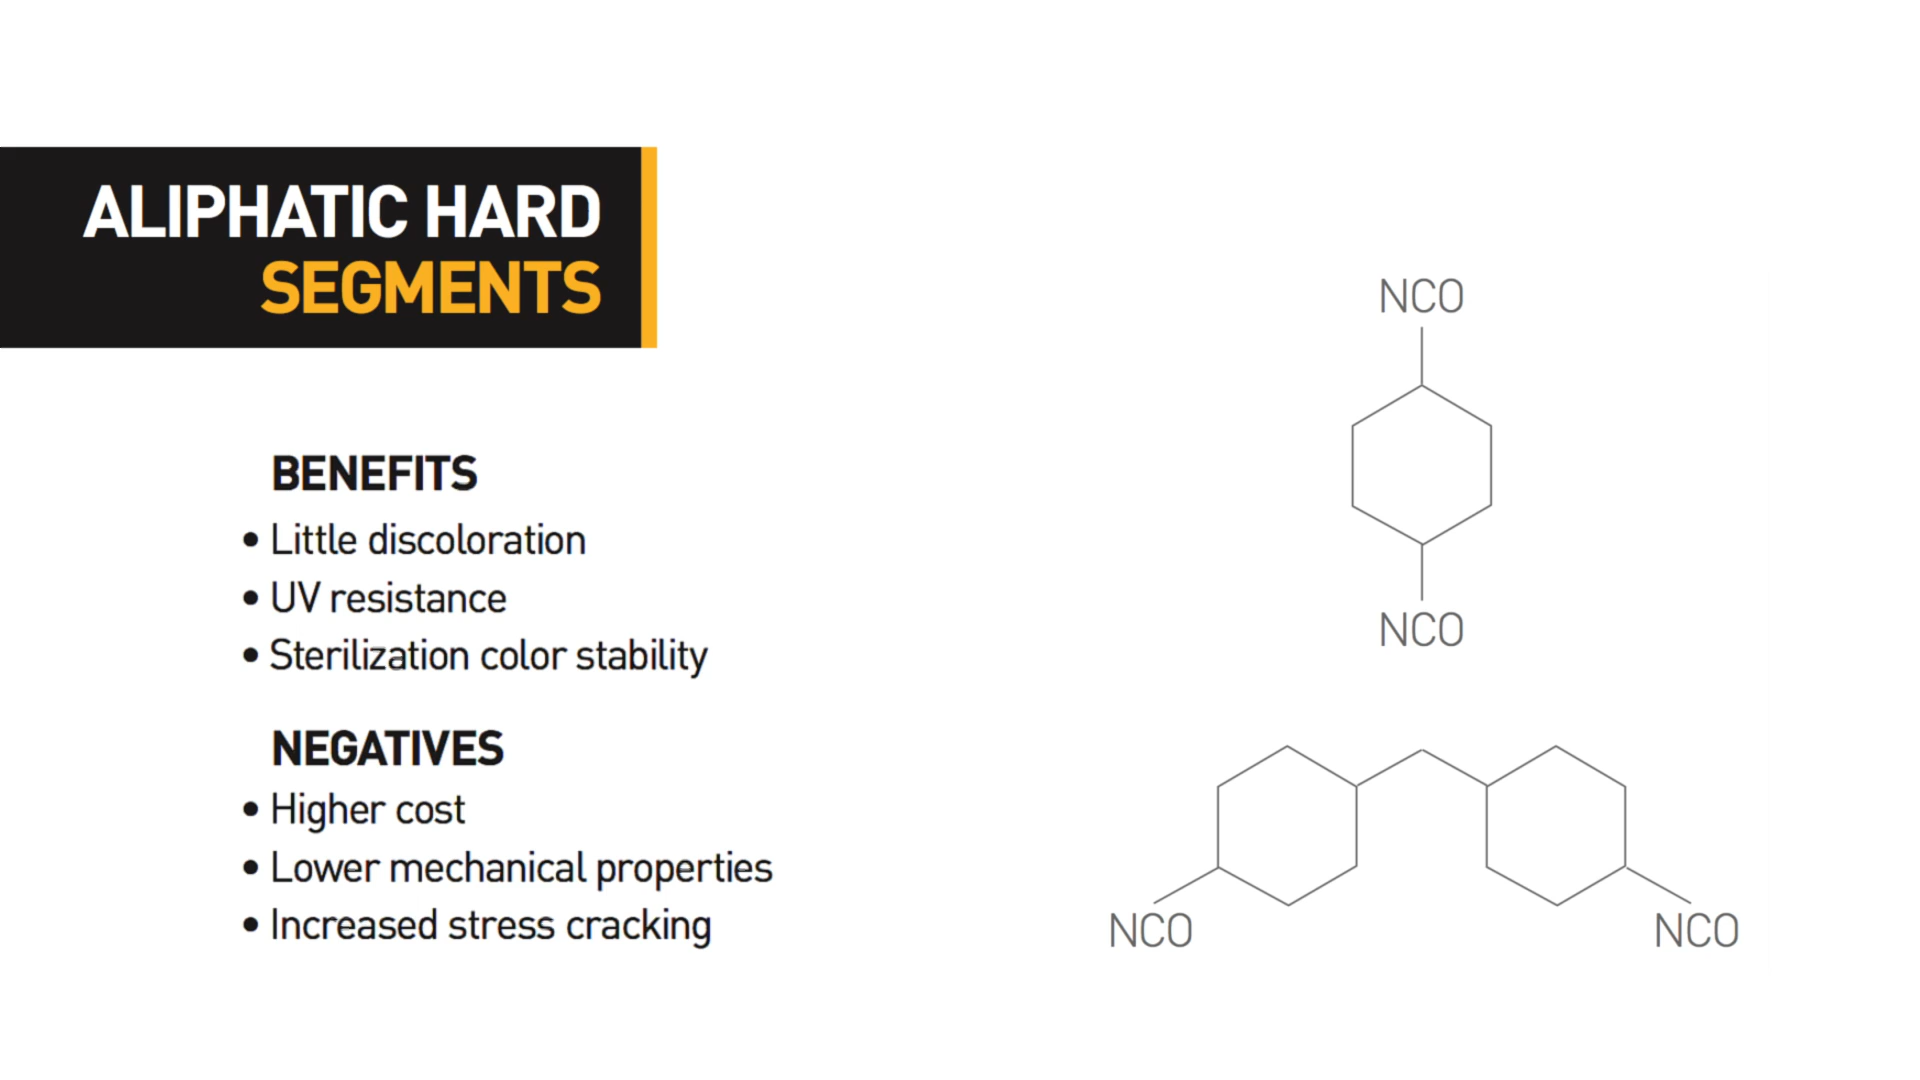 ALIPHATIC HARD
SEGMENTS
BENEFITS
• Little discoloration
• UV resistance
• Sterilization color stability
NEGATIVES
• Higher cost
• Lower mechanical properties
• Increased stress cracking
NCO
NCO
NCO
NCO